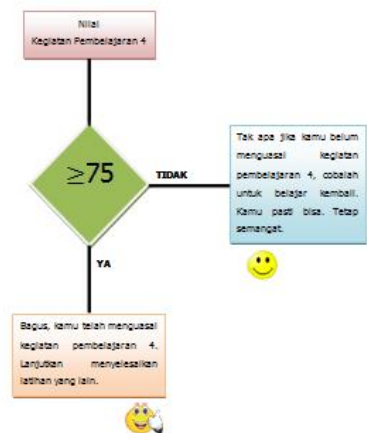 Nilai
Kegiatan Pembelajaran 4
≥75
TIDAK
Tak apa jika kamu belum
menguasai kegiatan
pembelajaran 4, cobalah
untuk belajar kembali.
Kamu pasti bisa. Tetap
semangat.
YA
Bagus, kamu telah menguasai
kegiatan pembelajaran 4.
Lanjutkan menyelesaikan
latihan yang lain.